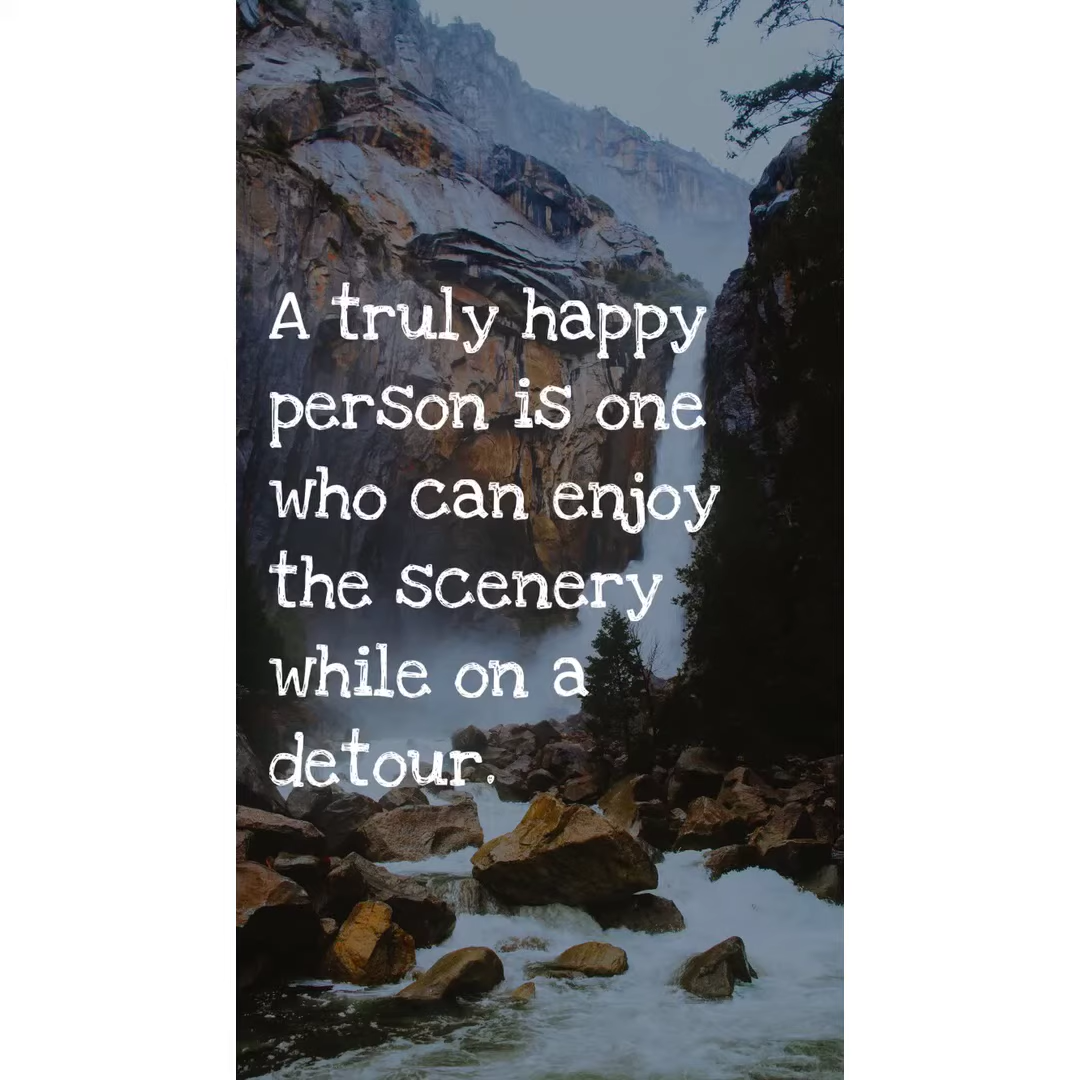 A truly happy
person is one
who can enjoy
the scenery
while on a
detour.